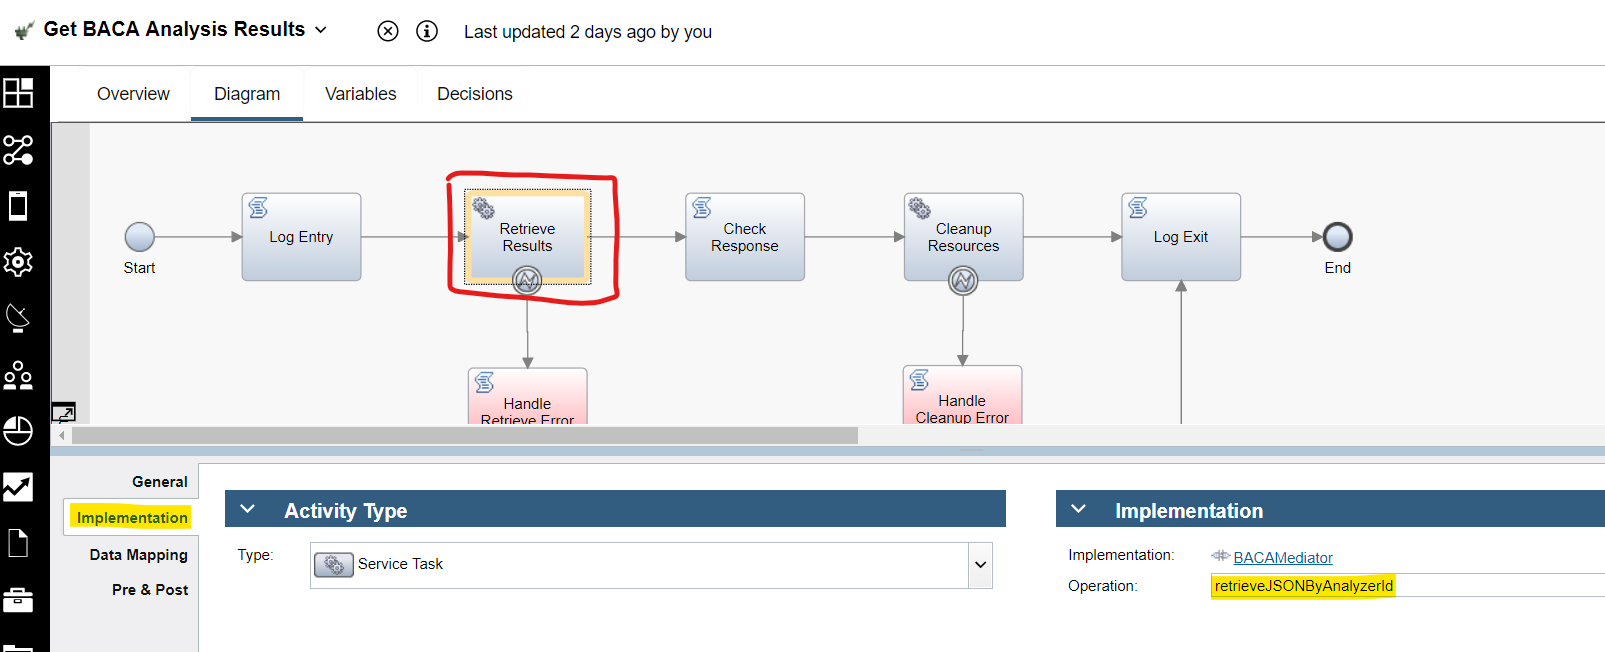 Get BACA Analysis Results
Last updated 2 days ago by you
Overview
Diagram
Variables
Decisions
Start
Log Entry
Retrieve
Results
Check
Response
Cleanup
Resources
Log Exit
End
Handle
Retrieve Error
Handle
Cleanup Error
General
Implementation
Data Mapping
Pre & Post
Activity Type
Type:
Service Task
Implementation
Implementation:
BACAMediator
Operation:
retrieveJSONByAnalyzerId